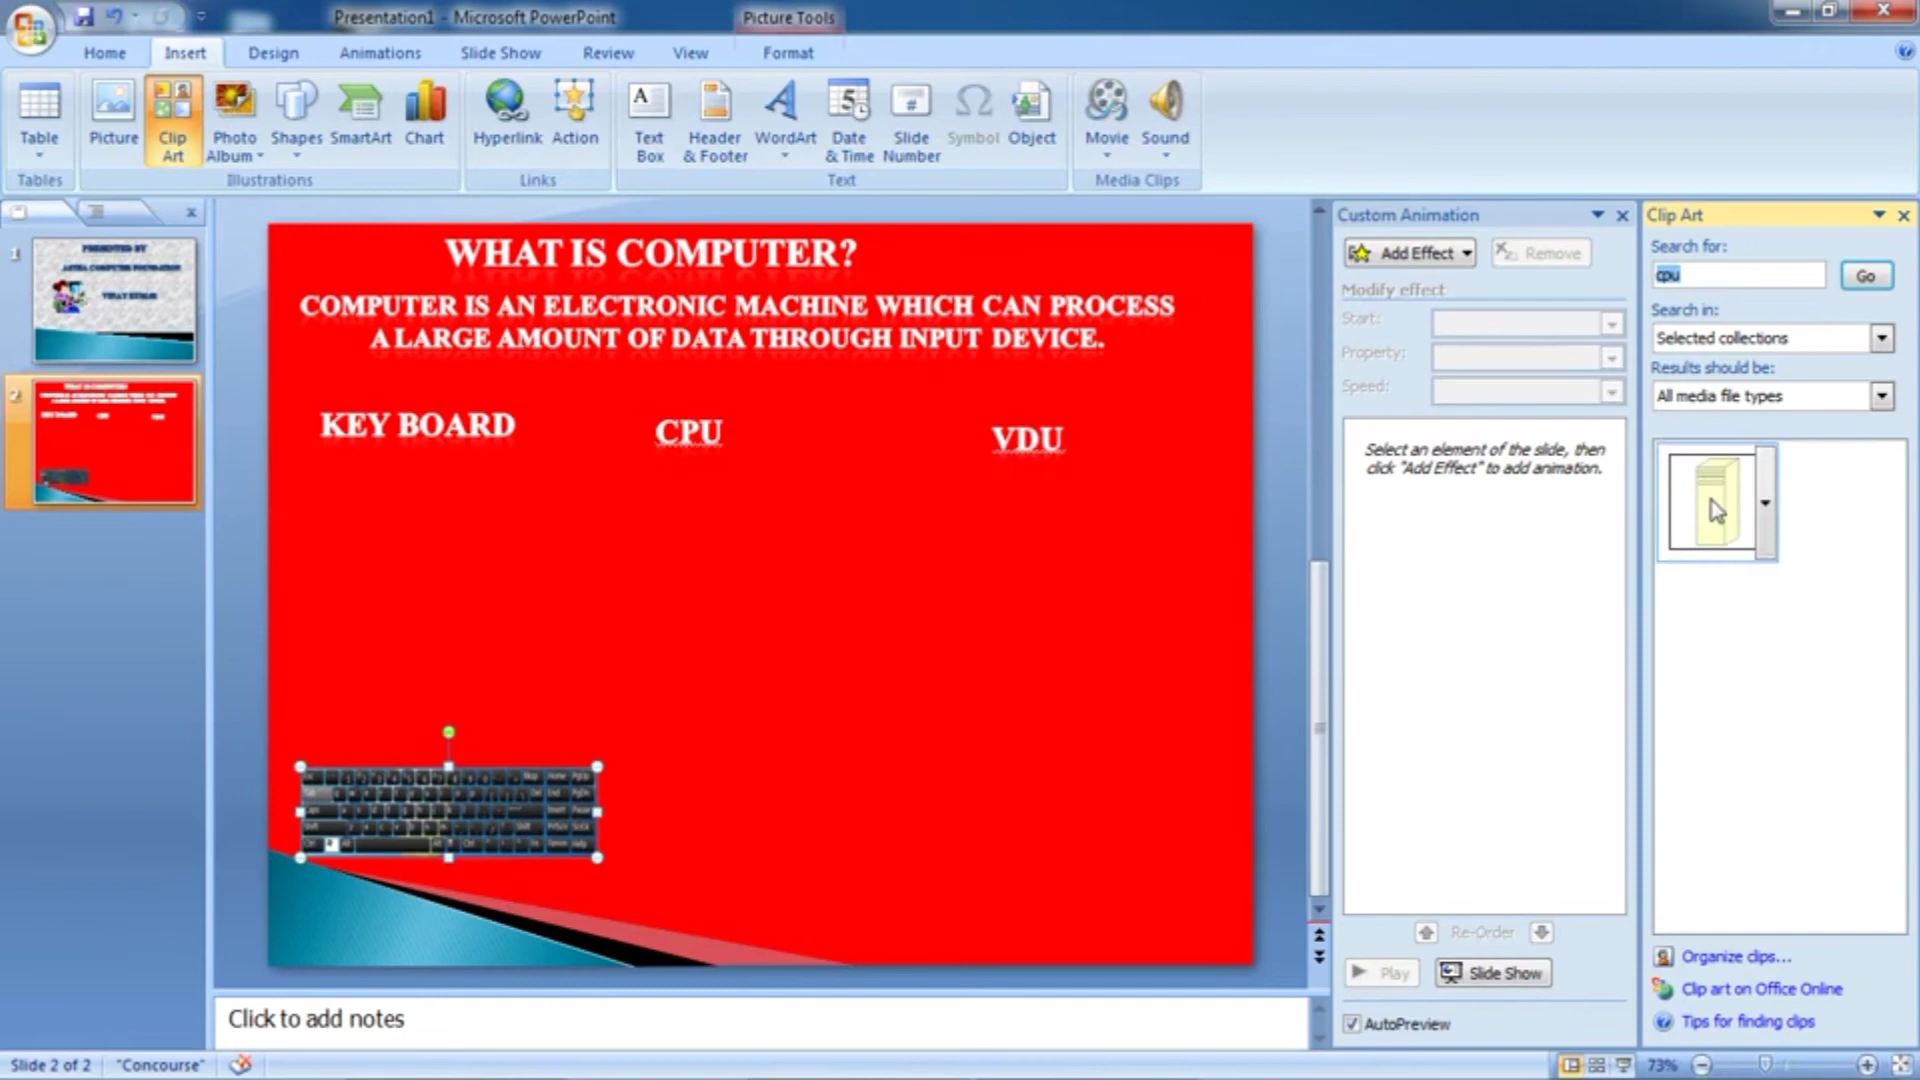 Presentation1 - Microsoft PowerPoint
Picture Tools
Home
Insert
Design
Animations
Slide Show
Review
View
Format
Table
Picture
Clip Art
Photo Album
Shapes
SmartArt
Chart
Hyperlink
Action
Text Box
Header & Footer
WordArt
Date & Time
Slide Number
Symbol
Object
Movie
Sound
Tables
Illustrations
Links
Text
Media Clips
1
PRESENTED BY
2
WHAT IS COMPUTER?
COMPUTER IS AN ELECTRONIC MACHINE WHICH CAN PROCESS
A LARGE AMOUNT OF DATA THROUGH INPUT DEVICE.
KEY BOARD
CPU
VDU
Click to add notes
Custom Animation
Add Effect
Remove
Modify effect
Start:
Property:
Speed:
Select an element of the slide, then
click "Add Effect" to add animation.
Re-Order
Play
Slide Show
AutoPreview
Clip Art
Search for:
cpu
Go
Search in:
Selected collections
Results should be:
All media file types
Organize clips...
Clip art on Office Online
Tips for finding clips
Slide 2 of 2
"Concourse"
73%